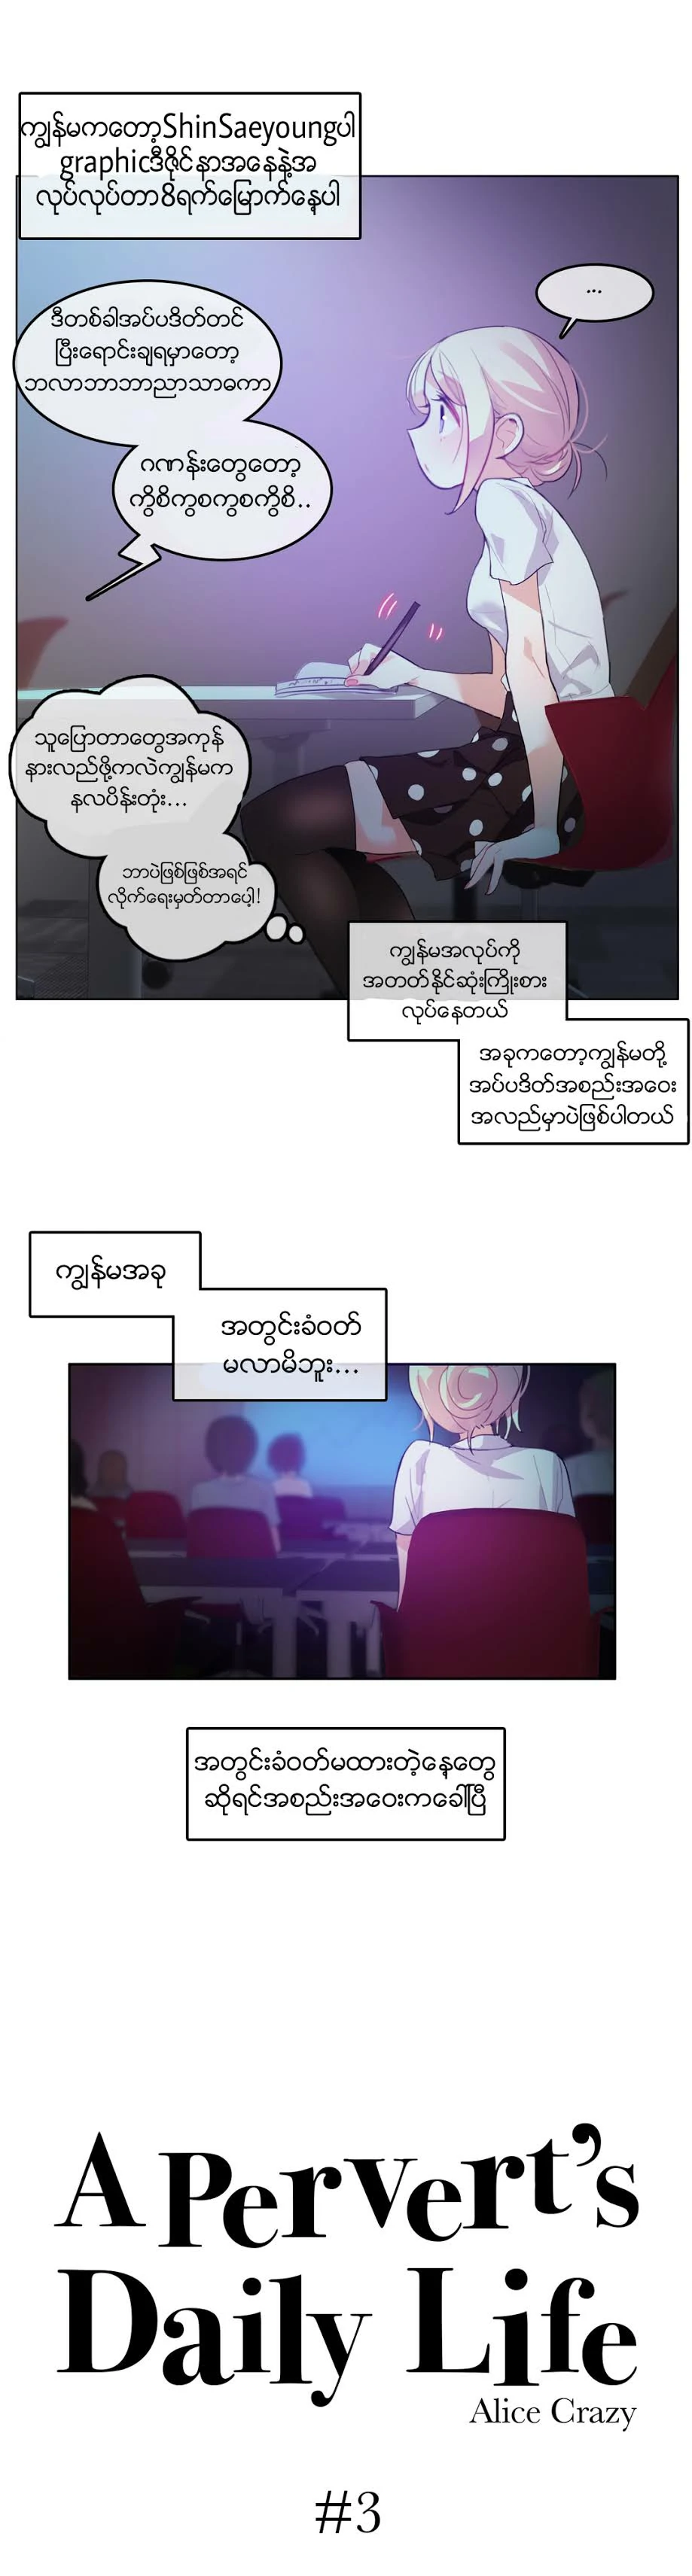 ကျွန်မကတော့ShinSaeyoungပါ
graphicဒီဇိုင်နာအနေနဲ့အ
လုပ်လုပ်တာ8ရက်မြောက်နေ့ပါ
...
ဒီတစ်ခါအပ်ပဒိတ်တင်
ပြီးရောင်းချရမှာတော့
ဘလာဘာဘာညာသာဓကာ
ဂဏန်းတွေတော့
ကွိစိကွစကွစကွိစိ..
သူပြောတာတွေအကုန်
နားလည်ဖို့ကလဲကျွန်မက
နလပိန်းတုံး...
ဘာပဲဖြစ်ဖြစ်အရင်
လိုက်ရေးမှတ်တာပေါ့!
ကျွန်မအလုပ်ကို
အတတ်နိုင်ဆုံးကြိုးစား
လုပ်နေတယ်
အခုကတော့ကျွန်မတို့
အပ်ပဒိတ်အစည်းအဝေး
အလည်မှာပဲဖြစ်ပါတယ်
ကျွန်မအခု
အတွင်းခံဝတ်
မလာမိဘူး...
အတွင်းခံဝတ်မထားတဲ့နေ့တွေ
ဆိုရင်အစည်းအဝေးကခေါ်ပြီ
A Pervert's
Daily Life
Alice Crazy
#3